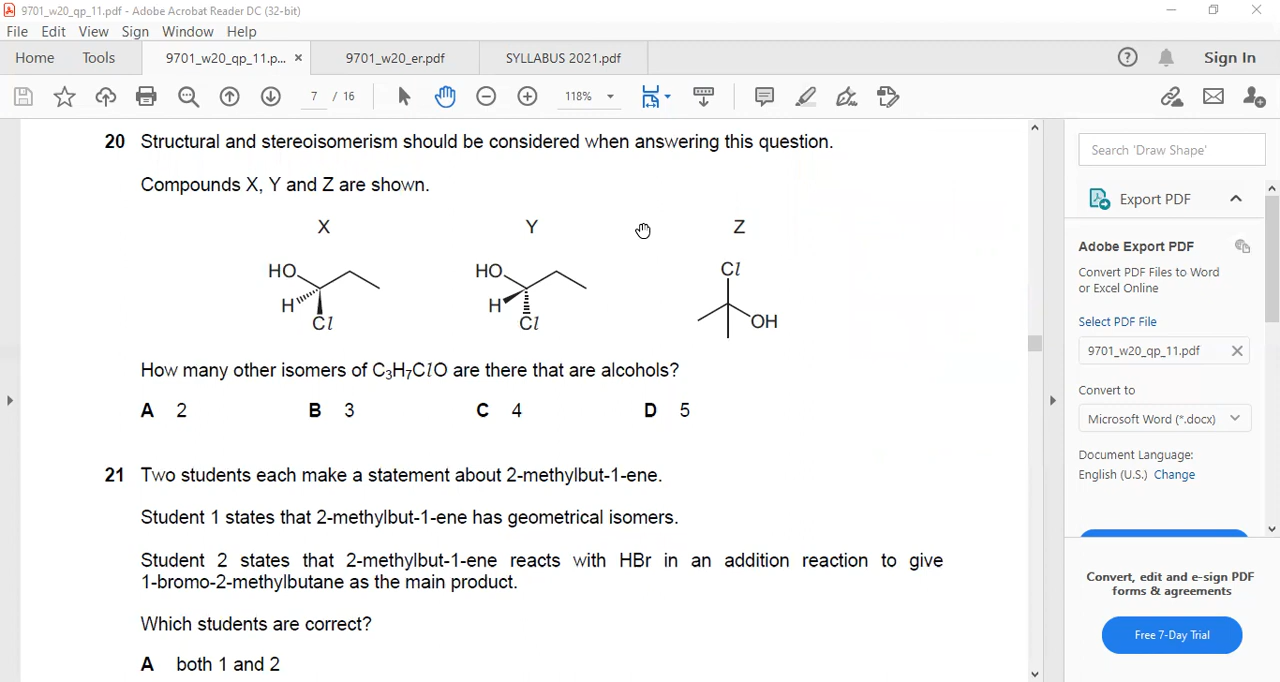 9701_w20_qp_11.pdf - Adobe Acrobat Reader DC (32-bit)
File Edit View Sign Window Help
Home Tools 9701_w20_qp_11.p... × 9701_w20_er.pdf SYLLABUS 2021.pdf Sign In
7 / 16 118%
20 Structural and stereoisomerism should be considered when answering this question.
Compounds X, Y and Z are shown.
X Y Z
HO H Cl
HO H Cl
Cl OH
How many other isomers of C₃H₇ClO are there that are alcohols?
A 2 B 3 C 4 D 5
21 Two students each make a statement about 2-methylbut-1-ene.
Student 1 states that 2-methylbut-1-ene has geometrical isomers.
Student 2 states that 2-methylbut-1-ene reacts with HBr in an addition reaction to give
1-bromo-2-methylbutane as the main product.
Which students are correct?
A both 1 and 2
Search 'Draw Shape'
Export PDF
Adobe Export PDF
Convert PDF Files to Word
or Excel Online
Select PDF File
9701_w20_qp_11.pdf
Convert to
Microsoft Word (*.docx)
Document Language:
English (U.S.) Change
Convert, edit and e-sign PDF
forms & agreements
Free 7-Day Trial